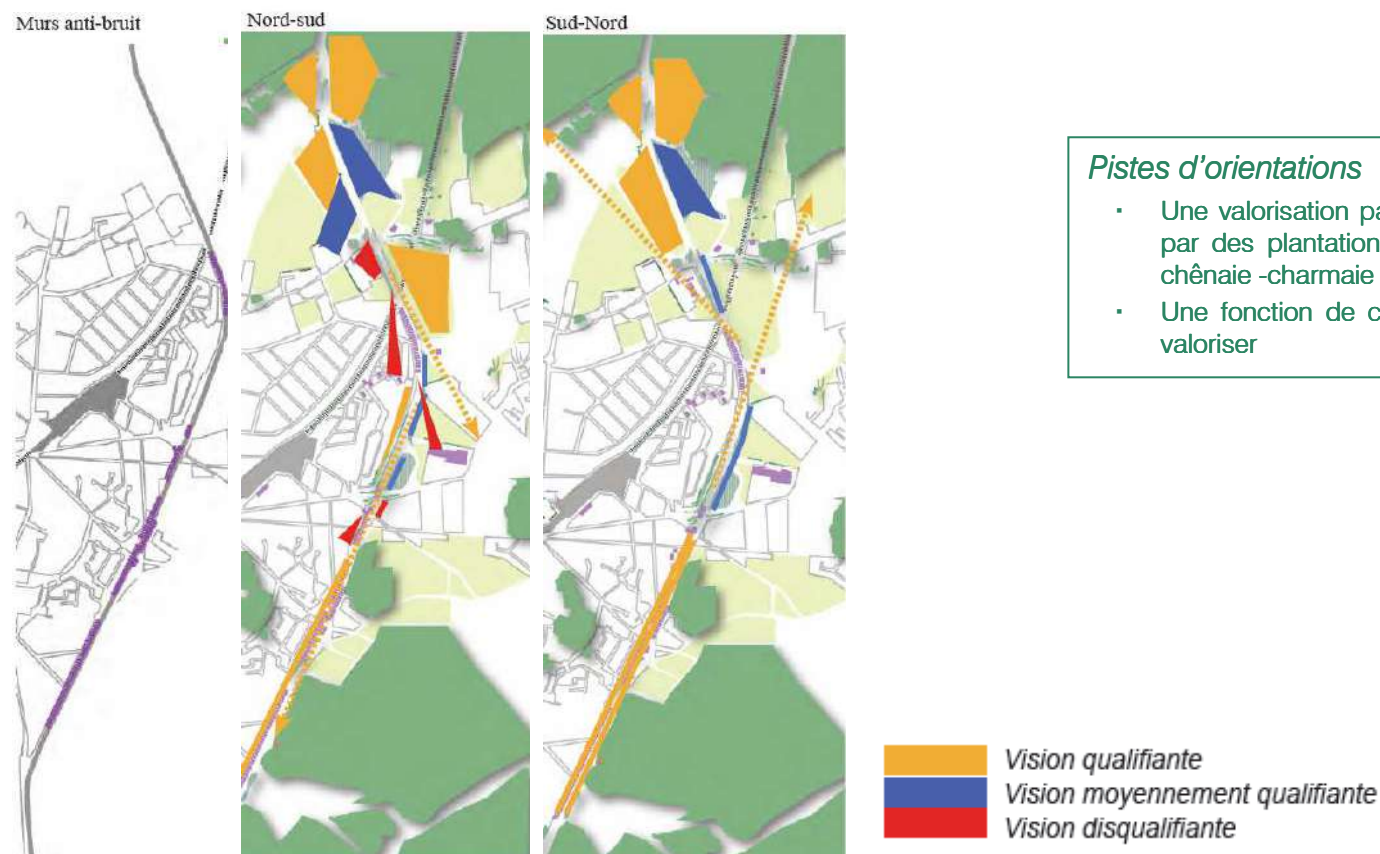 Murs anti-bruit
Nord-sud
Sud-Nord
Pistes d'orientations
▪ Une valorisation
par des plantation
chênaie -charmaie
▪ Une fonction de
valoriser
Vision qualifiante
Vision moyennement qualifiante
Vision disqualifiante